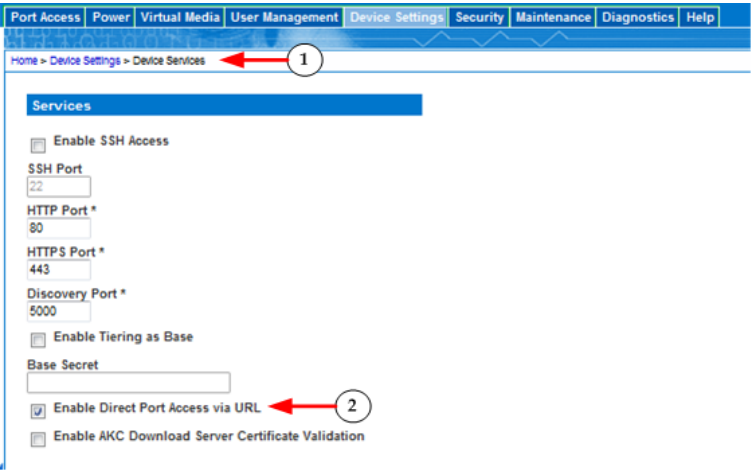 Port Access Power Virtual Media User Management Device Settings Security Maintenance Diagnostics Help
Home > Device Settings > Device Services
1
Services
Enable SSH Access
SSH Port
22
HTTP Port *
80
HTTPS Port *
443
Discovery Port *
5000
Enable Tiering as Base
Base Secret
Enable Direct Port Access via URL
2
Enable AKC Download Server Certificate Validation